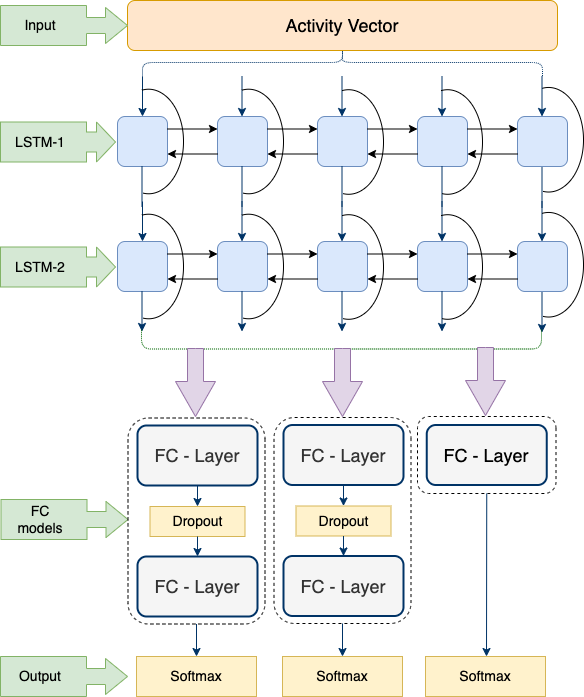 Input
Activity Vector
LSTM-1
LSTM-2
FC - Layer
FC - Layer
FC - Layer
FC
models
Dropout
Dropout
FC - Layer
FC - Layer
Output
Softmax
Softmax
Softmax